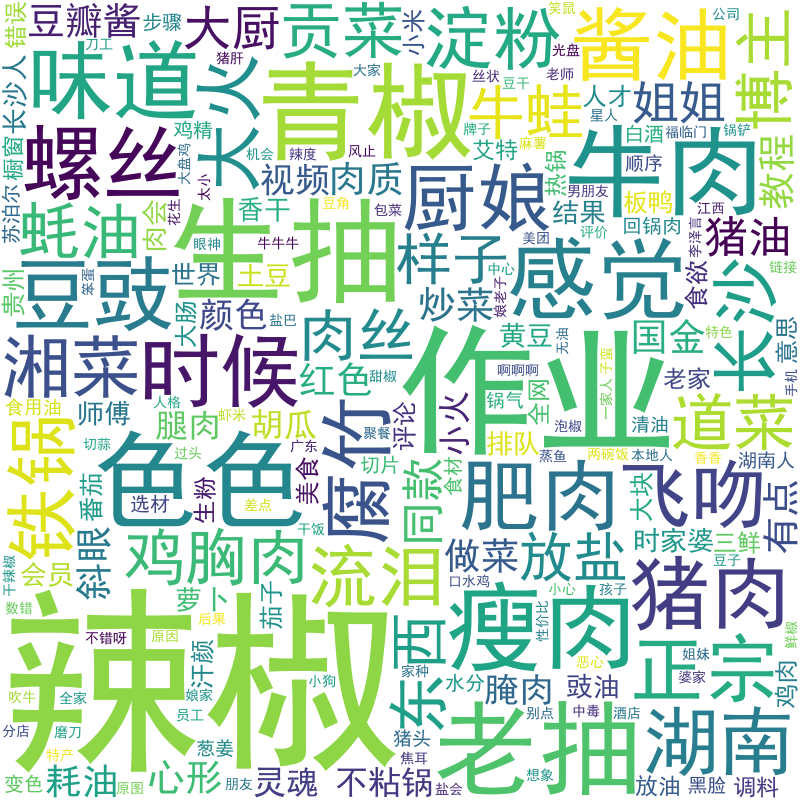 错误
豆瓣酱
步骤
大厨
贡菜
小米
淀粉
笑鼠
酱油
公司
博主
刀工
猪肝
大家
丝状
豆干
光盘
老师
味道
大火
青椒
牛蛙
人才
姐姐
长沙人
橱窗
鸡精
大盘鸡
机会
辣度
风止
牌子
麻薯
星人
白酒
福临门
锅铲
教程
螺丝
艾特
热锅
顺序
牛肉
苏泊尔
太小
视频
肉质
厨娘
男朋友
板鸭
江西
蚝油
肉会
花生
香干
豆角
包菜
结果
回锅肉
猪油
李泽言
生抽
眼神
牛牛牛
样子
美团
评价
感觉
食欲
链接
贵州
笨蛋
世界
土豆
中心
娘老子
长沙
豆豉
大肠
颜色
盐巴
肉丝
炒菜
黄豆
无油
国金
特色
意思
湘菜
时候
红色
甜椒
啊啊啊
作业
一家人
子蛮
老家
手机
食用油
师傅
人格
虾米
聚餐
评论
小火
锅气
全网
泡椒
清油
道菜
铁锅
腿肉
胡瓜
腐竹
广东
切片
美食
食材
排队
蒸鱼
两碗饭
本地人
香香
湖南人
切蒜
过头
色色
番茄
选材
生粉
差点
同款
肥肉
飞吻
大块
有点
干辣椒
会员
斜眼
鸡胸肉
干饭
流泪
做菜
放盐
时家婆
三鲜
豆子
数错
不错呀
萝卜
茄子
口水鸡
小心
性价比
孩子
猪肉
鲜椒
后果
原因
辣椒
汗颜
东西
家种
瘦肉
恶心
姐妹
正宗
吹牛
全家
娘家
小狗
水分
腌肉
豉油
婆家
鸡肉
分店
磨刀
员工
别点
中毒
酒店
特产
葱姜
猪头
焦耳
老抽
湖南
变色
耗油
原图
心形
朋友
灵魂
不粘锅
盐会
想象
放油
黑脸
调料